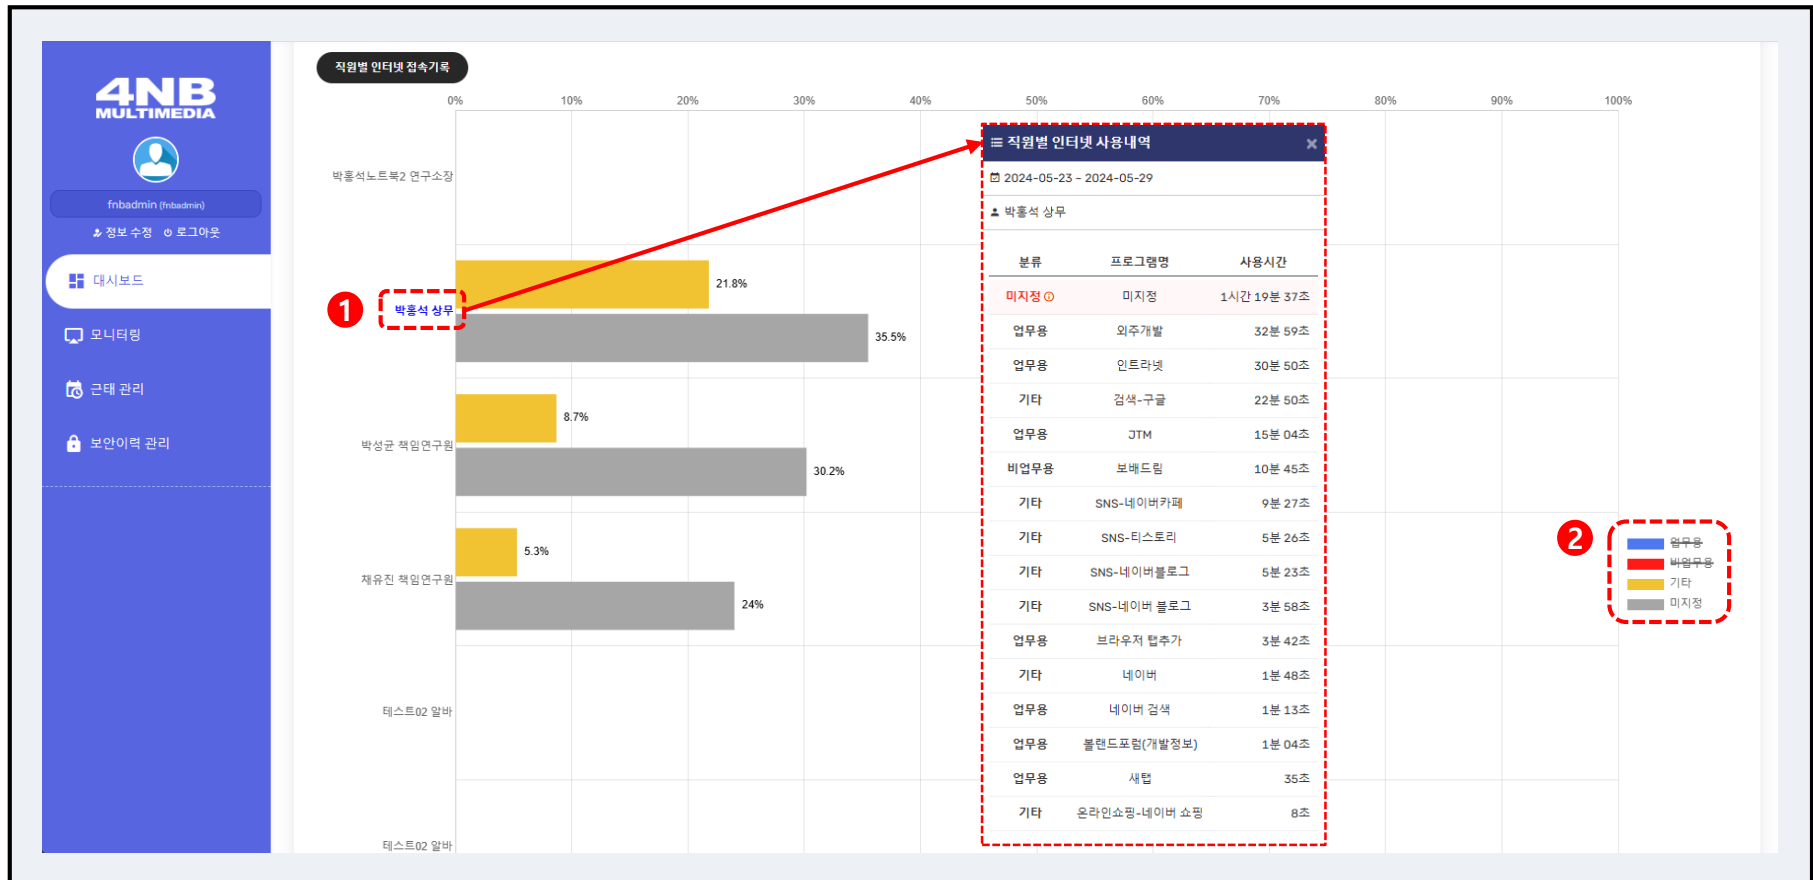 4NB
MULTIMEDIA
fnbadmin (fnbadmin)
정보 수정 로그아웃
대시보드
모니터링
근태 관리
보안이력 관리
직원별 인터넷 접속기록
0% 10% 20% 30% 40% 50% 60% 70% 80% 90% 100%
박홍석노트북2 연구소장
1
박홍석 상무
21.8%
35.5%
박성균 책임연구원
8.7%
30.2%
채유진 책임연구원
5.3%
24%
테스트02 알바
테스트02 알바
직원별 인터넷 사용내역 ×
2024-05-23 ~ 2024-05-29
박홍석 상무
분류 프로그램명 사용시간
미지정 미지정 1시간 19분 37초
업무용 외주개발 32분 59초
업무용 인트라넷 30분 50초
기타 검색-구글 22분 50초
업무용 JTM 15분 04초
비업무용 보배드림 10분 45초
기타 SNS-네이버카페 9분 27초
기타 SNS-티스토리 5분 26초
기타 SNS-네이버블로그 5분 23초
기타 SNS-네이버 블로그 3분 58초
업무용 브라우저 탭추가 3분 42초
기타 네이버 1분 48초
업무용 네이버 검색 1분 13초
업무용 볼랜드포럼(개발정보) 1분 04초
업무용 새탭 35초
기타 온라인쇼핑-네이버 쇼핑 8초
2
업무용
비업무용
기타
미지정